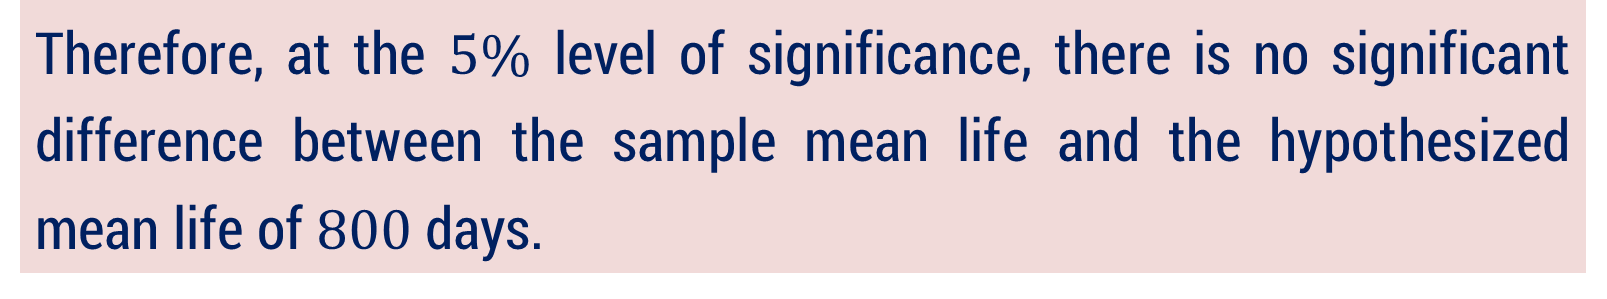 Therefore, at the 5% level of significance, there is no significant
difference between the sample mean life and the hypothesized
mean life of 800 days.